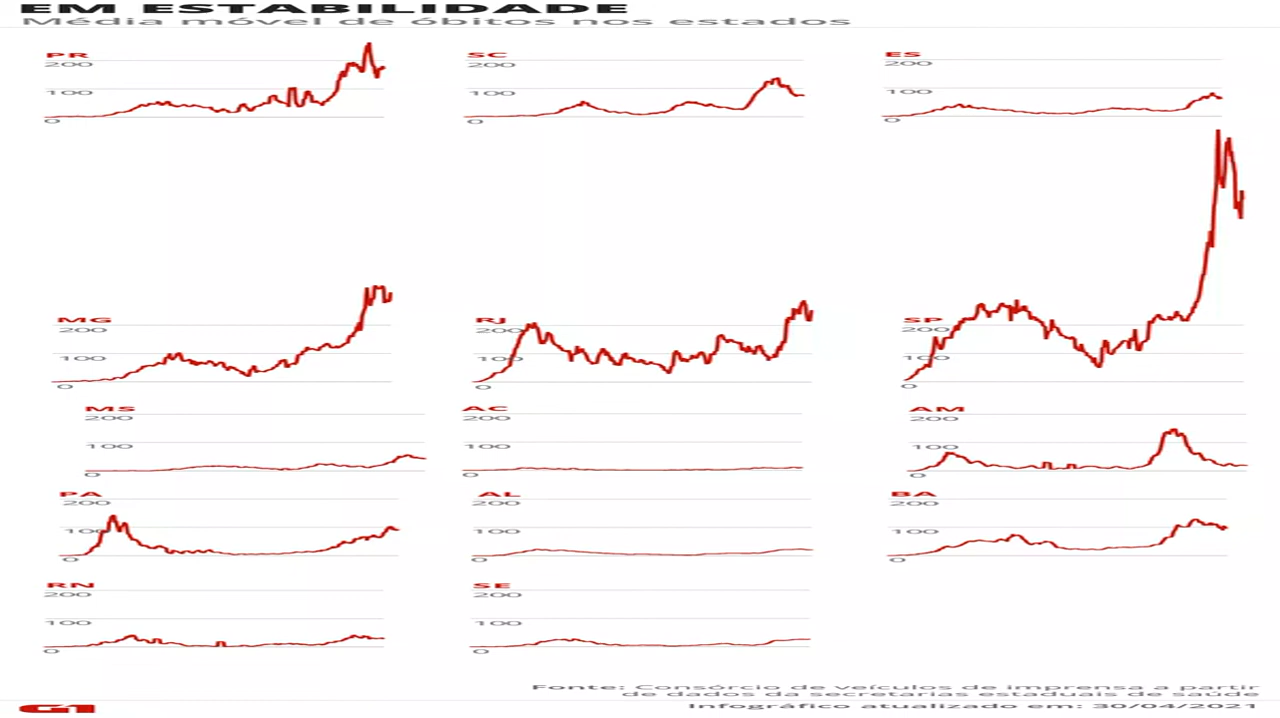 EM ESTABILIDADE
Média móvel de óbitos nos estados
PR
200
100
0
SC
200
100
0
ES
200
100
0
MG
200
100
0
RJ
200
100
0
SP
200
100
0
MS
200
100
0
AC
200
100
0
AM
100
0
PA
200
100
0
AL
200
100
0
BA
200
100
0
RN
200
100
0
SE
200
100
0
Fonte: Consórcio de veículos de imprensa a partir
de dados da secretarias estaduais de saúde
G1
Infográfico atualizado em: 30/04/2021